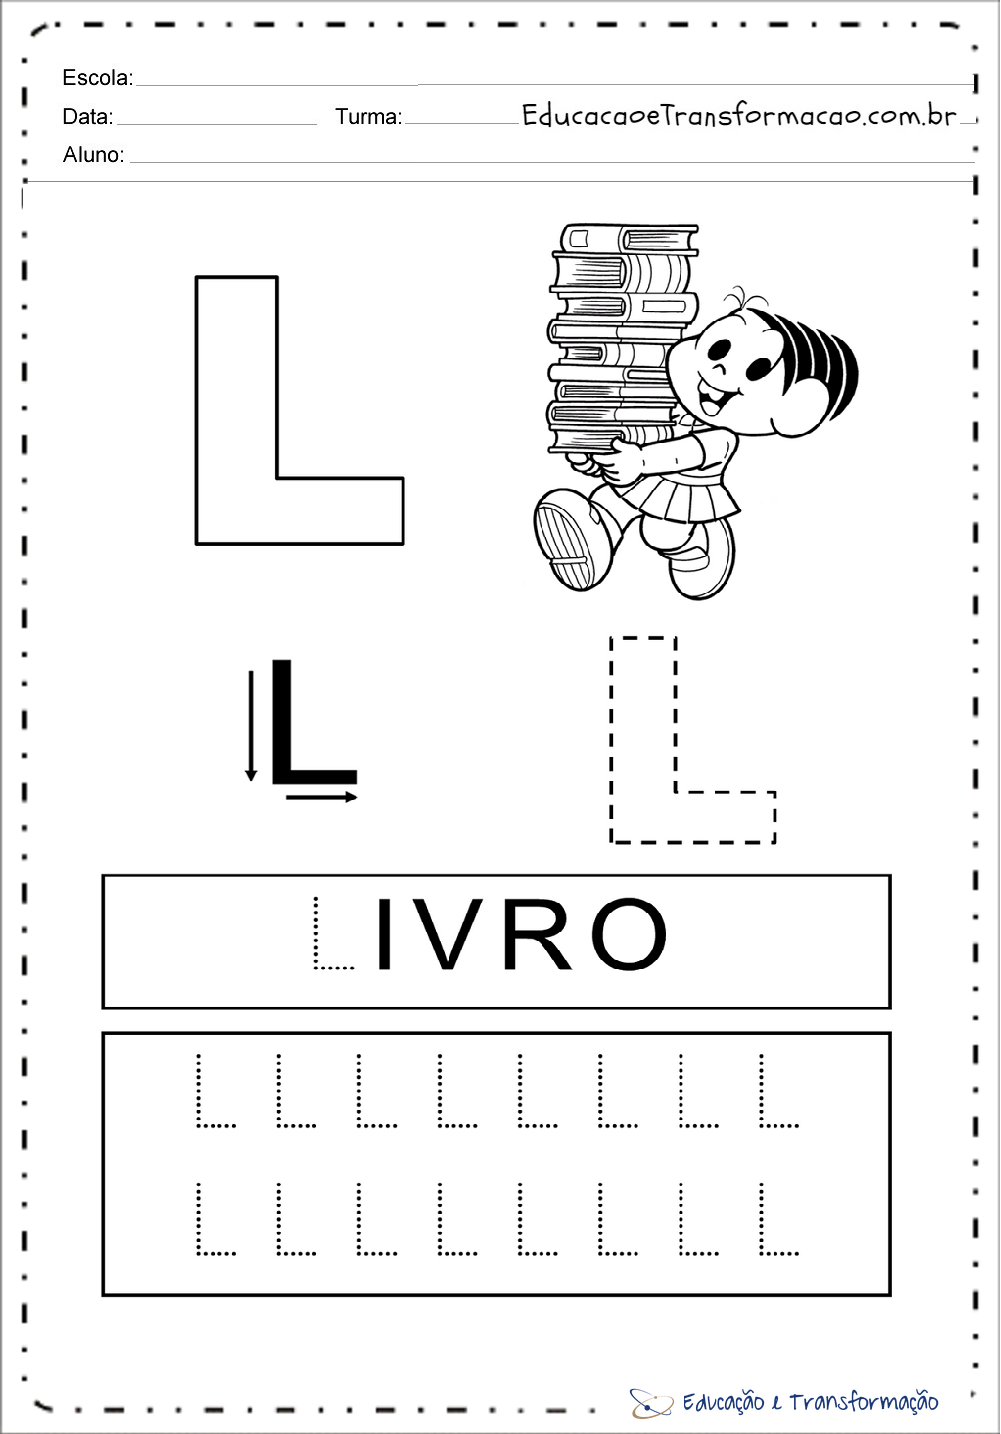 Escola:
Data: Turma: EducacaoeTransformacao.com.br
Aluno:
L
L
L
LIVRO
L L L L L L L L
L L L L L L L L
Educação e Transformação